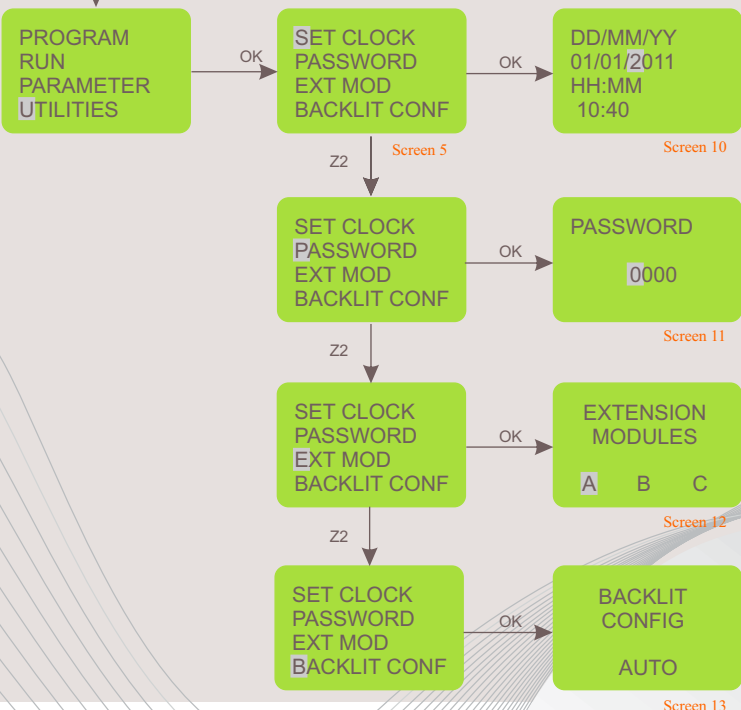 PROGRAM
RUN
PARAMETER
UTILITIES
OK
SET CLOCK
PASSWORD
EXT MOD
BACKLIT CONF
Screen 5
OK
DD/MM/YY
01/01/2011
HH:MM
10:40
Screen 10
Z2
SET CLOCK
PASSWORD
EXT MOD
BACKLIT CONF
OK
PASSWORD
0000
Screen 11
Z2
SET CLOCK
PASSWORD
EXT MOD
BACKLIT CONF
OK
EXTENSION
MODULES
A B C
Screen 12
Z2
SET CLOCK
PASSWORD
EXT MOD
BACKLIT CONF
OK
BACKLIT
CONFIG
AUTO
Screen 13